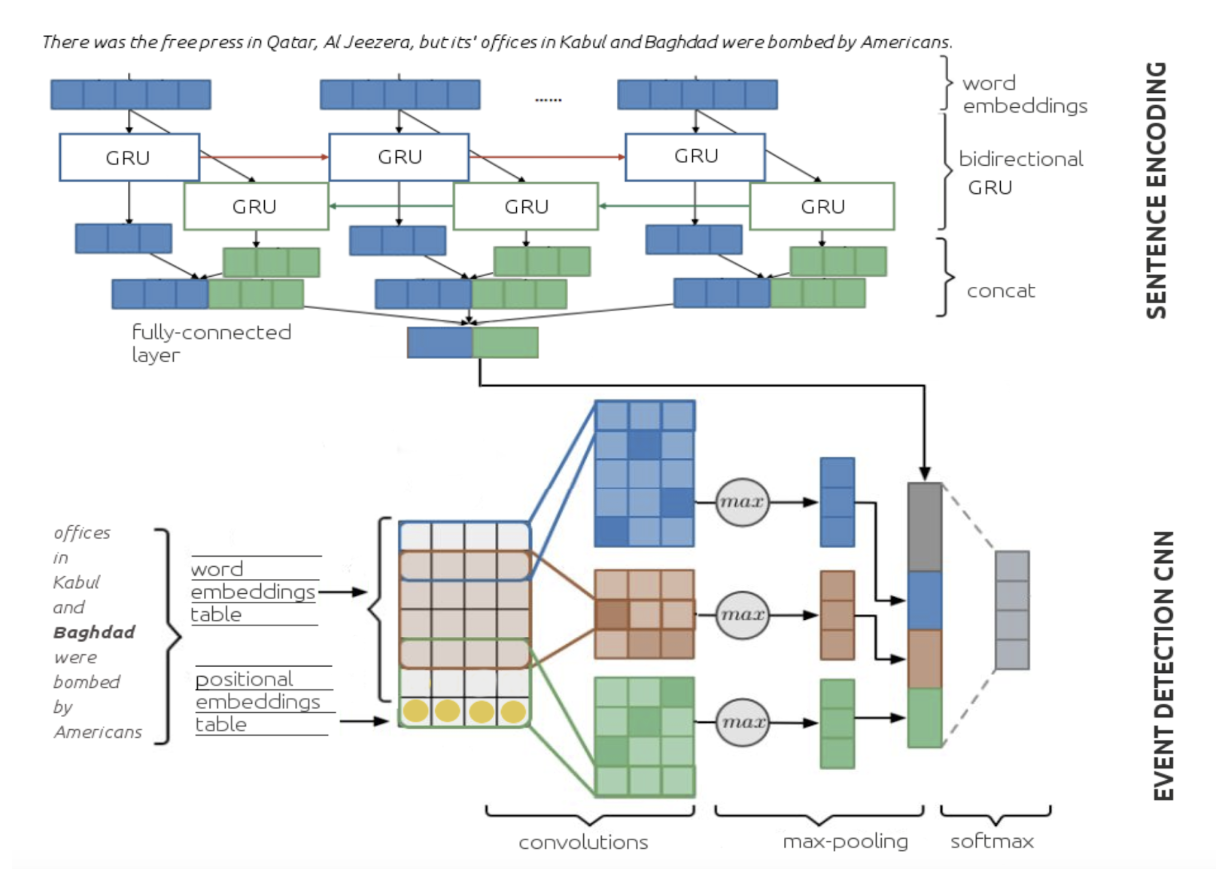 There was the free press in Qatar, Al Jeezera, but its' offices in Kabul and Baghdad were bombed by Americans.
word
embeddings
......
GRU
GRU
GRU
bidirectional
GRU
GRU
GRU
GRU
concat
fully-connected
layer
SENTENCE ENCODING
offices
in
Kabul
and
Baghdad
were
bombed
by
Americans
word
embeddings
table
positional
embeddings
table
max
max
max
convolutions
max-pooling
softmax
EVENT DETECTION CNN